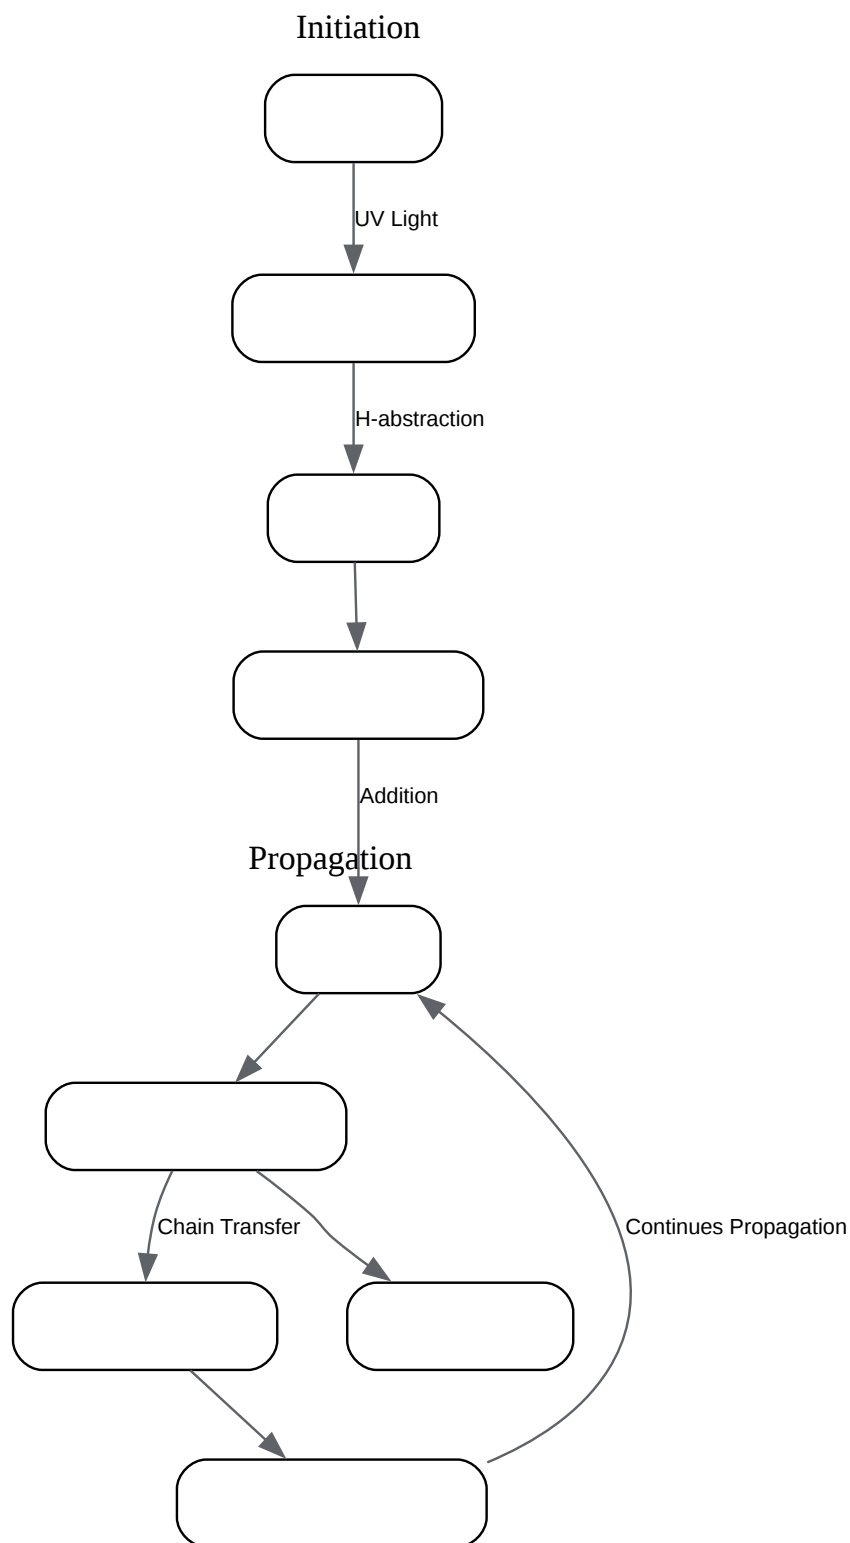 Initiation
UV Light
H-abstraction
Addition
Propagation
Chain Transfer
Continues Propagation